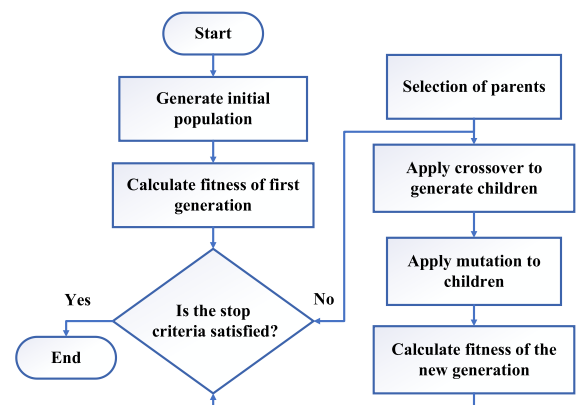 Start
Generate initial
population
Calculate fitness of first
generation
Is the stop
criteria satisfied?
Yes
No
End
Selection of parents
Apply crossover to
generate children
Apply mutation to
children
Calculate fitness of the
new generation